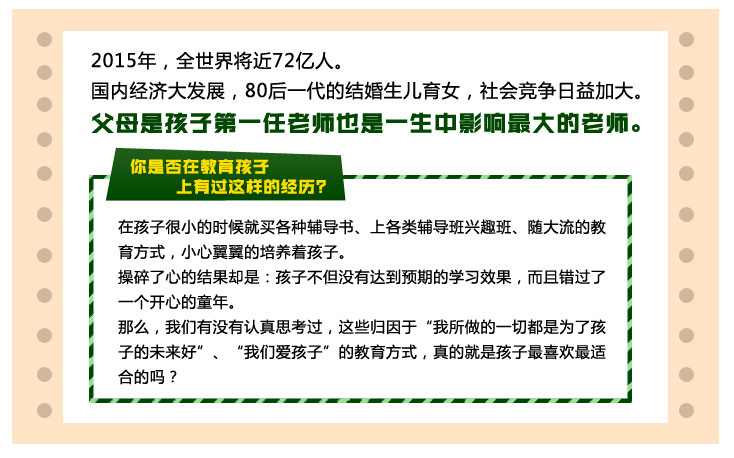 2015年，全世界将近72亿人。
国内经济大发展，80后一代的结婚生儿育女，社会竞争日益加大。
父母是孩子第一任老师也是一生中影响最大的老师。
你是否在教育孩子
上有过这样的经历？
在孩子很小的时候就买各种辅导书、上各类辅导班兴趣班、随大流的教
育方式，小心翼翼的培养着孩子。
操碎了心的结果却是：孩子不但没有达到预期的学习效果，而且错过了
一个开心的童年。
那么，我们有没有认真思考过，这些归因于“我所做的一切都是为了孩
子的未来好”、“我们爱孩子”的教育方式，真的就是孩子最喜欢最适
合的吗？